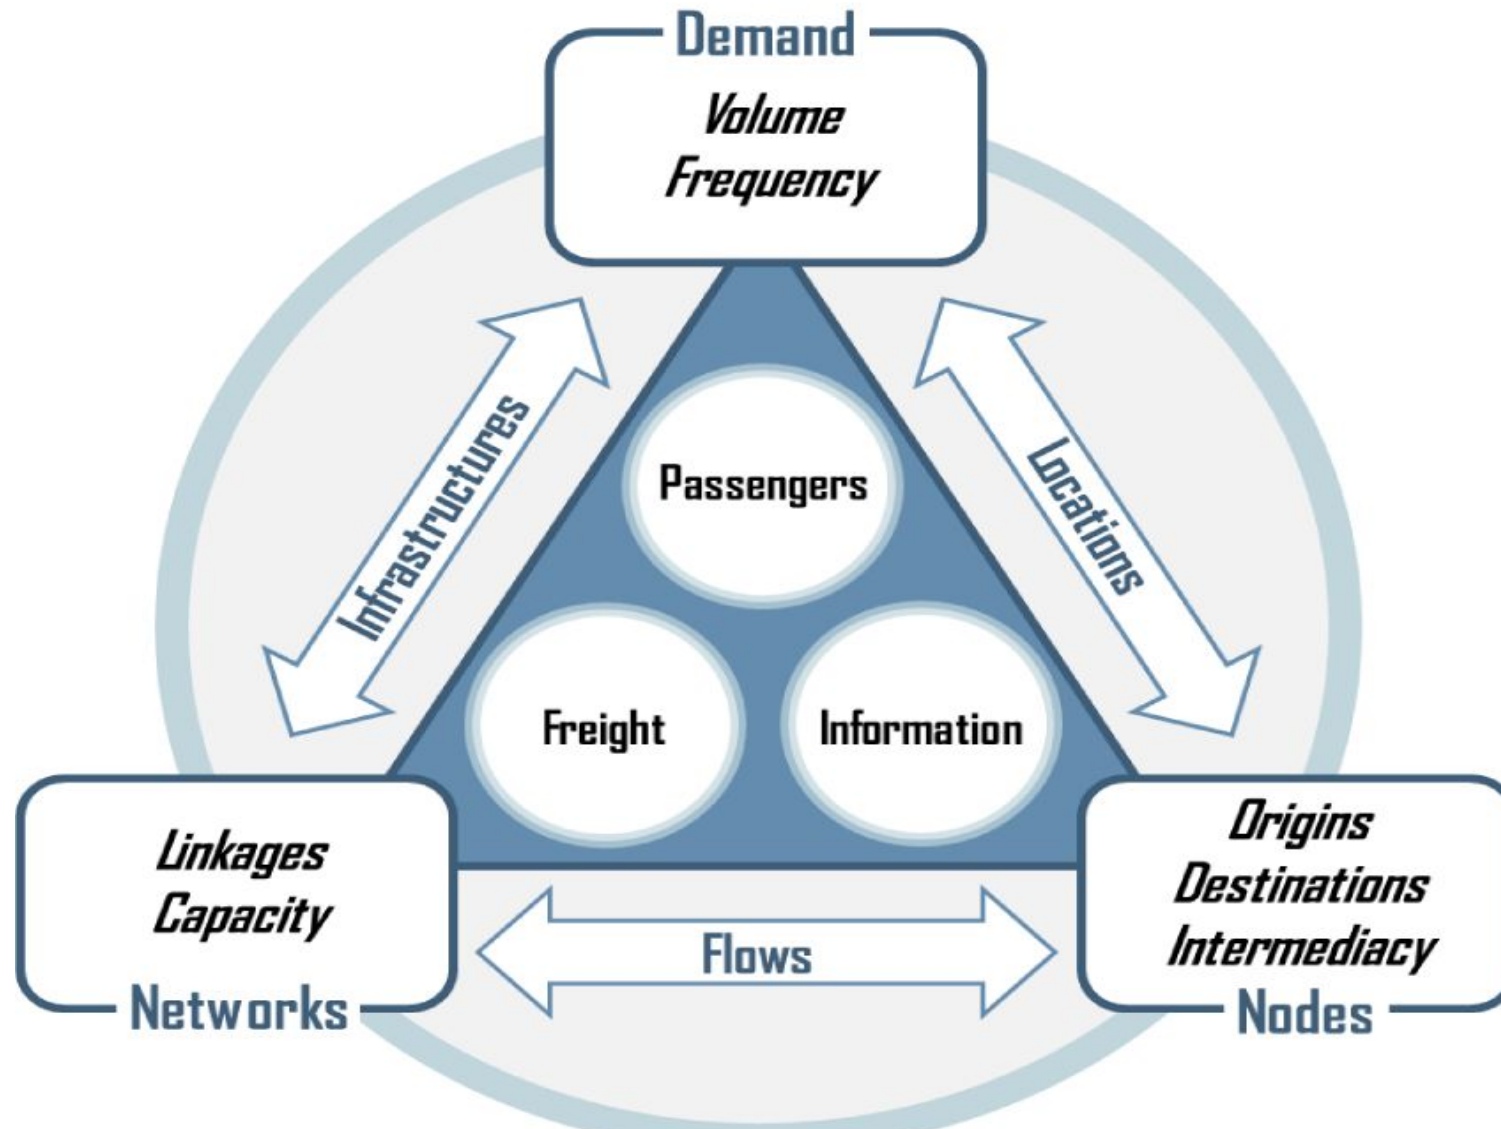 Demand
Volume
Frequency
Infrastructures
Locations
Passengers
Freight
Information
Linkages
Capacity
Networks
Flows
Origins
Destinations
Intermediacy
Nodes